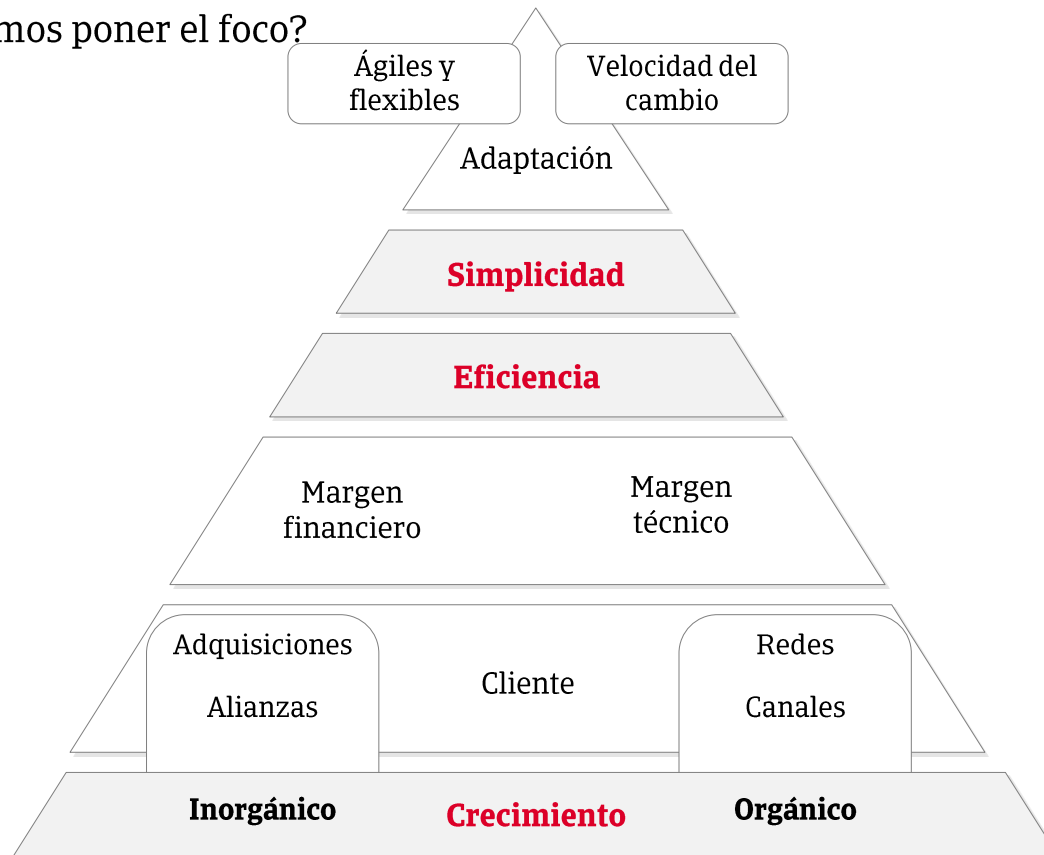 mos poner el foco?
Ágiles y
flexibles
Velocidad del
cambio
Adaptación
Simplicidad
Eficiencia
Margen
financiero
Margen
técnico
Adquisiciones
Alianzas
Cliente
Redes
Canales
Inorgánico
Crecimiento
Orgánico